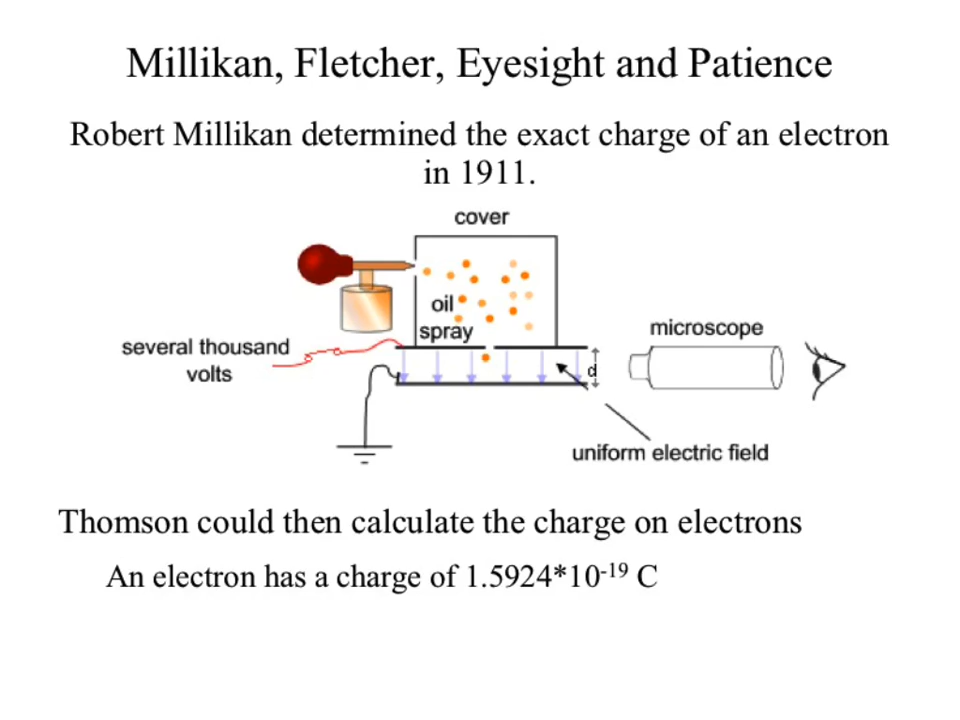 Millikan, Fletcher, Eyesight and Patience
Robert Millikan determined the exact charge of an electron
in 1911.
cover
oil
spray
several thousand
volts
microscope
d
uniform electric field
Thomson could then calculate the charge on electrons
An electron has a charge of 1.5924*10⁻¹⁹ C